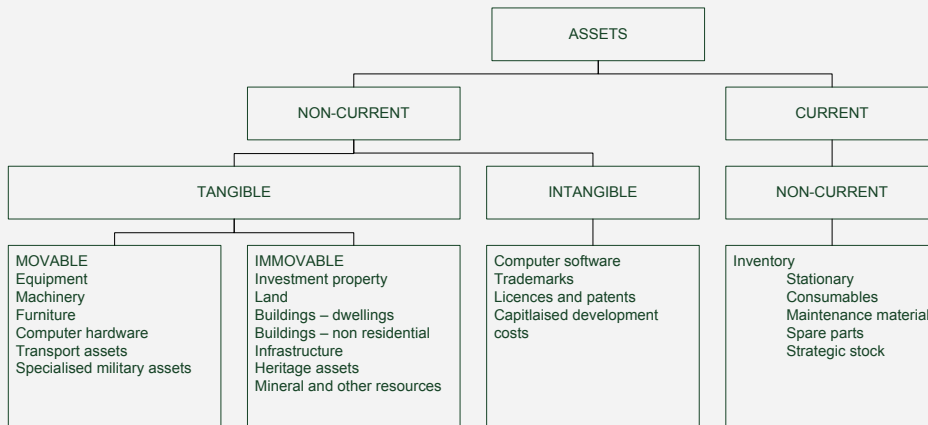 ASSETS
NON-CURRENT
CURRENT
TANGIBLE
INTANGIBLE
NON-CURRENT
MOVABLE
Equipment
Machinery
Furniture
Computer hardware
Transport assets
Specialised military assets
IMMOVABLE
Investment property
Land
Buildings – dwellings
Buildings – non residential
Infrastructure
Heritage assets
Mineral and other resources
Computer software
Trademarks
Licences and patents
Capitlaised development
costs
Inventory
Stationary
Consumables
Maintenance material
Spare parts
Strategic stock